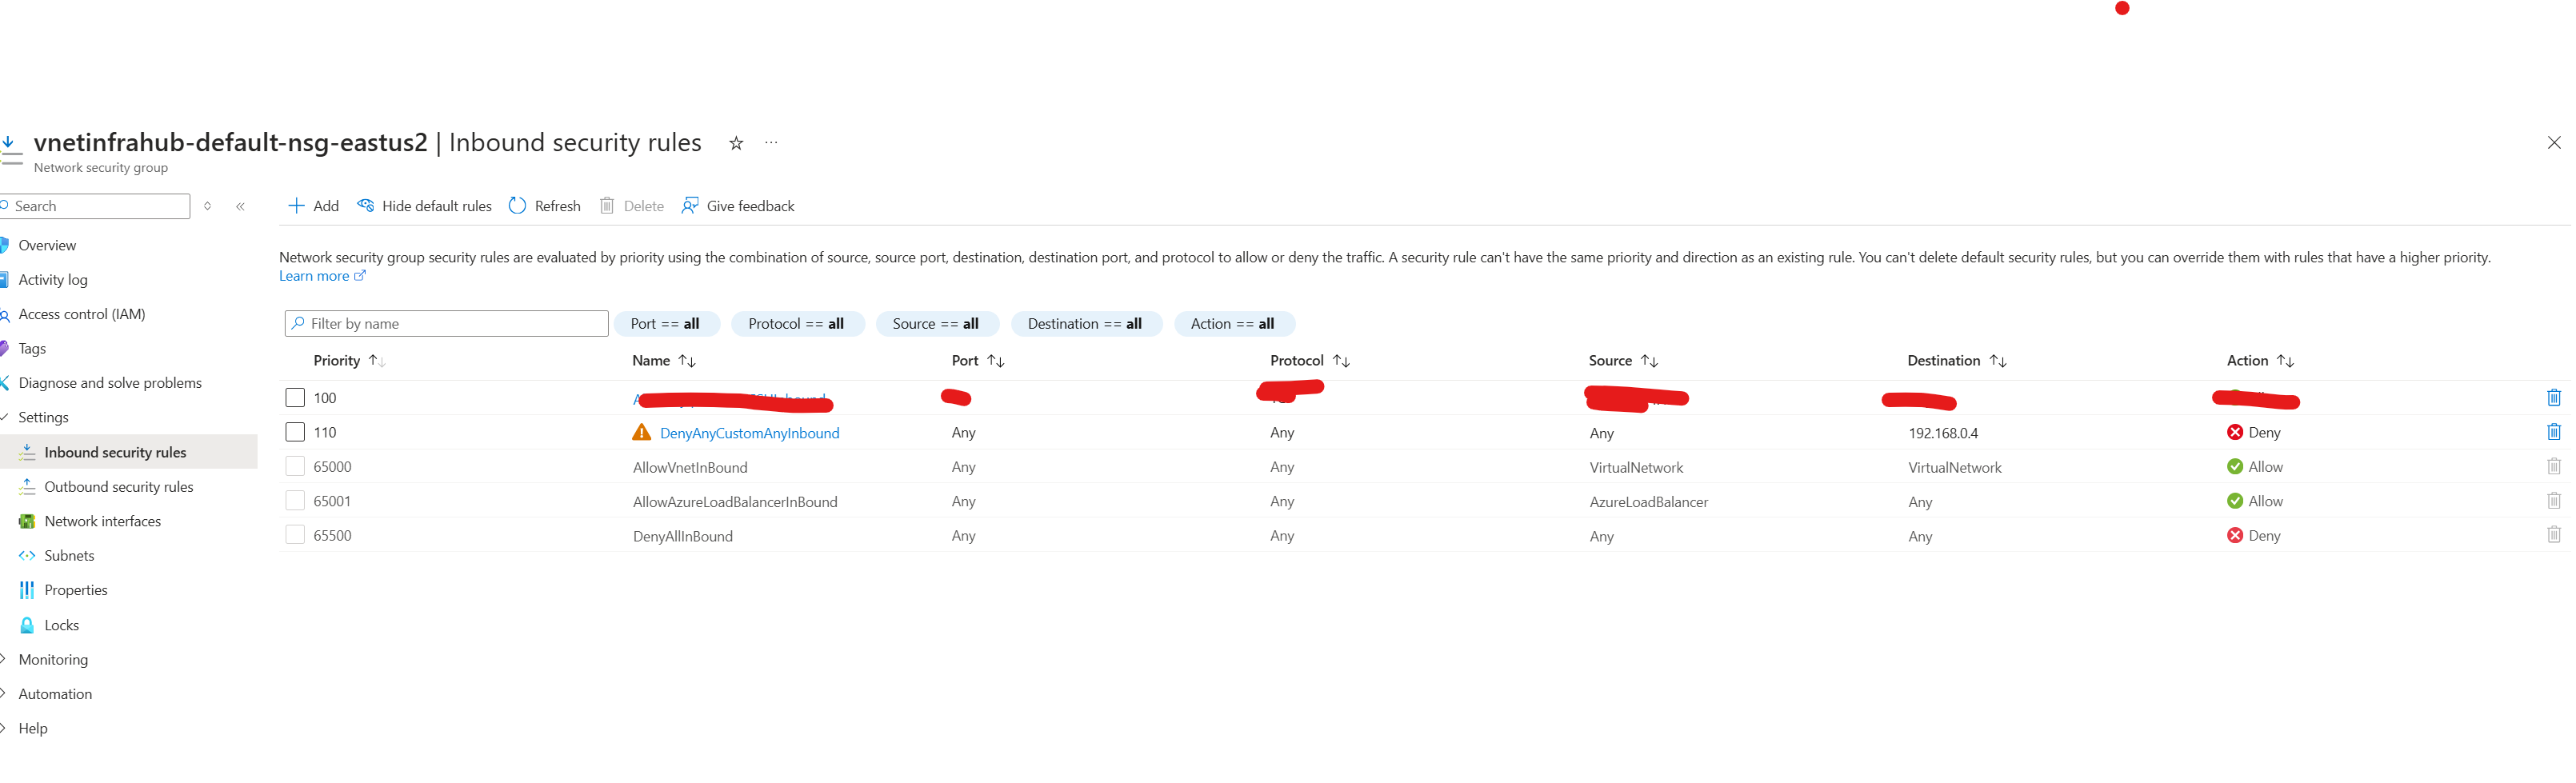 vnetinfrahub-default-nsg-eastus2 | Inbound security rules
Network security group
Search
Add Hide default rules Refresh Delete Give feedback
Overview
Activity log
Access control (IAM)
Tags
Diagnose and solve problems
Settings
Inbound security rules
Outbound security rules
Network interfaces
Subnets
Properties
Locks
Monitoring
Automation
Help
Network security group security rules are evaluated by priority using the combination of source, source port, destination, destination port, and protocol to allow or deny the traffic. A security rule can't have the same priority and direction as an existing rule. You can't delete default security rules, but you can override them with rules that have a higher priority.
Learn more
Filter by name Port == all Protocol == all Source == all Destination == all Action == all
Priority Name Port Protocol Source Destination Action
100
110 DenyAnyCustomAnyInbound Any Any Any 192.168.0.4 Deny
65000 AllowVnetInBound Any Any VirtualNetwork VirtualNetwork Allow
65001 AllowAzureLoadBalancerInBound Any Any AzureLoadBalancer Any Allow
65500 DenyAllInBound Any Any Any Any Deny